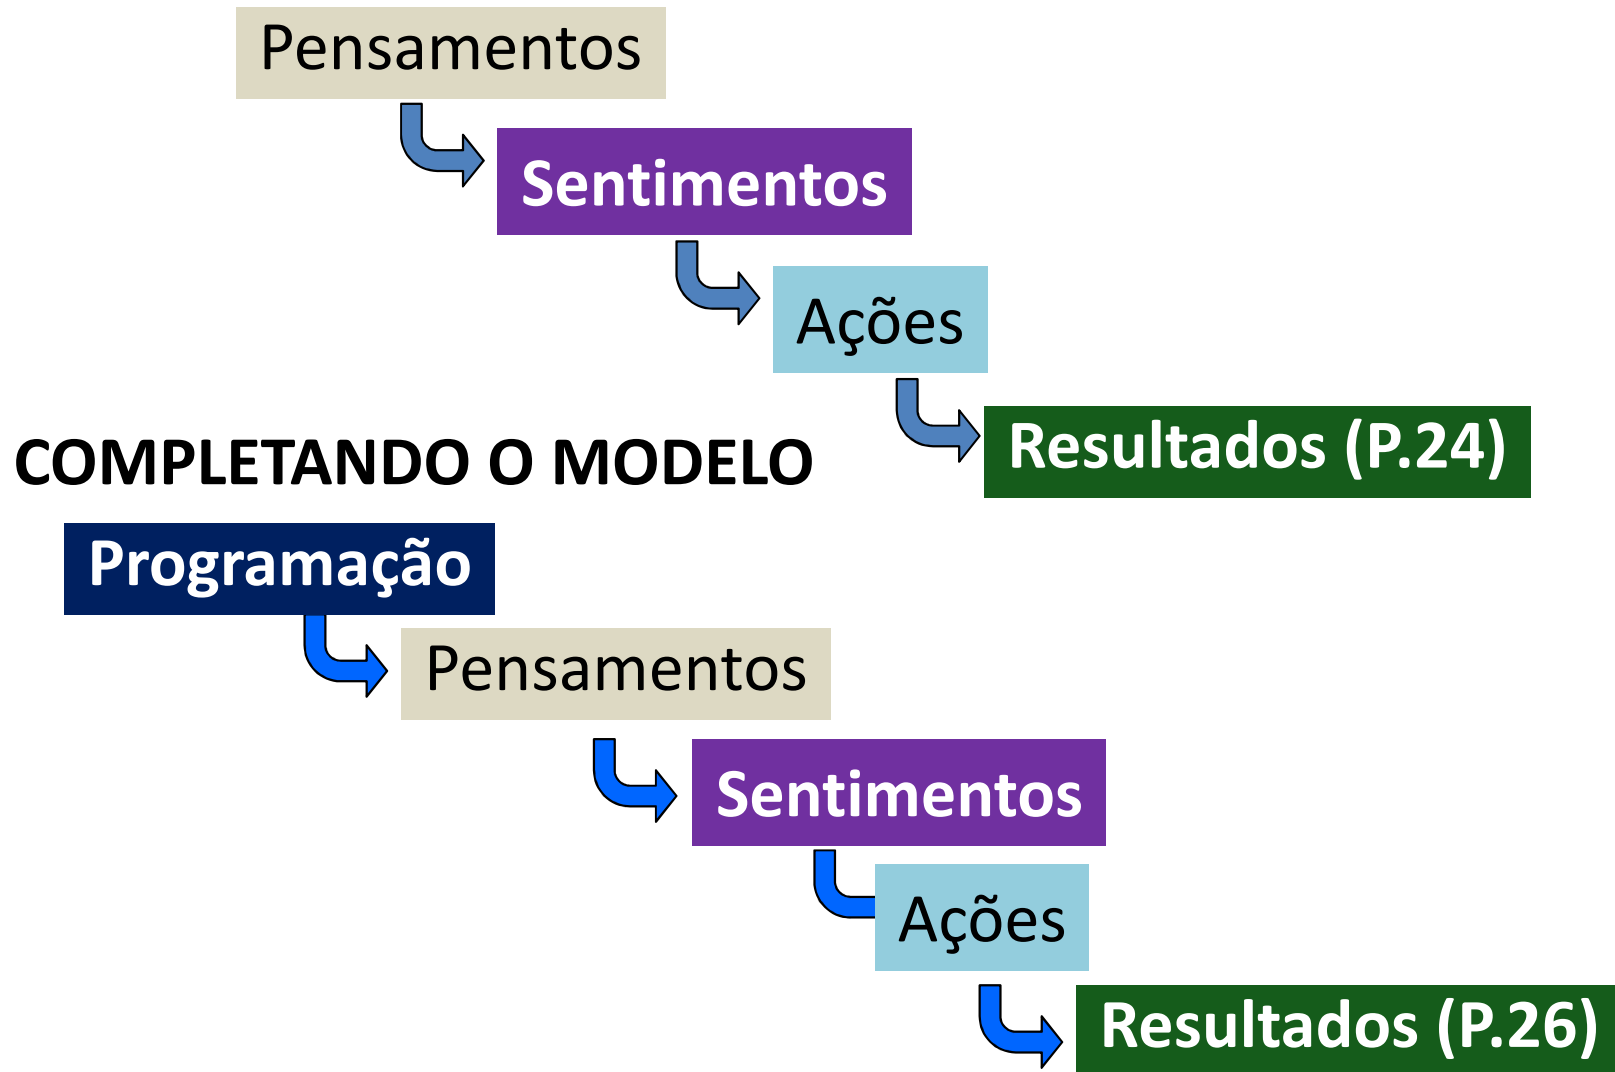 Pensamentos
Sentimentos
Ações
Resultados (P.24)
COMPLETANDO O MODELO
Programação
Pensamentos
Sentimentos
Ações
Resultados (P.26)